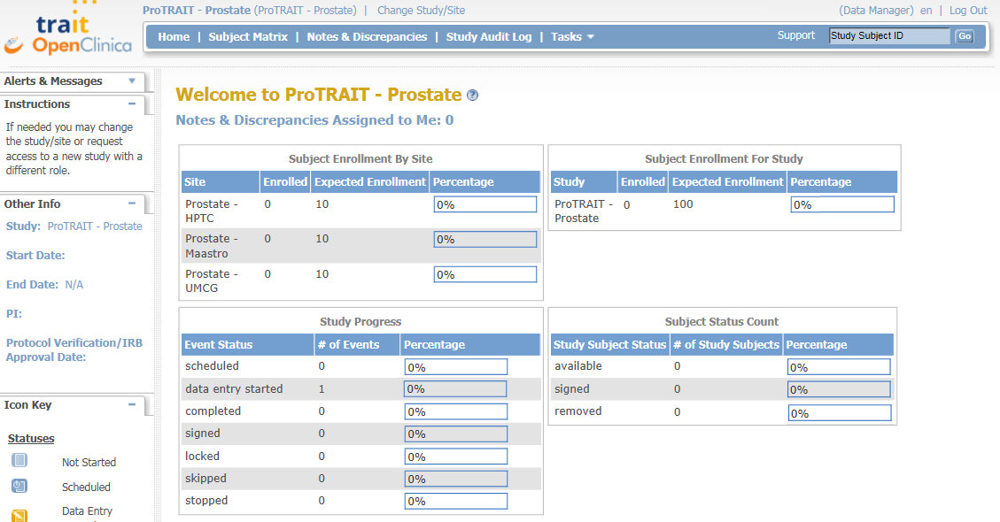 trait
OpenClinica
ProTRAIT - Prostate (ProTRAIT - Prostate) | Change Study/Site
(Data Manager) en | Log Out
Home | Subject Matrix | Notes & Discrepancies | Study Audit Log | Tasks
Support
Study Subject ID
Go
Alerts & Messages
Instructions
If needed you may change
the study/site or request
access to a new study with a
different role.
Other Info
Study: ProTRAIT - Prostate
Start Date:
End Date: N/A
PI:
Protocol Verification/IRB
Approval Date:
Icon Key
Statuses
Not Started
Scheduled
Data Entry
Welcome to ProTRAIT - Prostate ?
Notes & Discrepancies Assigned to Me: 0
Subject Enrollment By Site
Site Enrolled Expected Enrollment Percentage
Prostate - 0 10 0%
HPTC
Prostate - 0 10 0%
Maastro
Prostate - 0 10 0%
UMCG
Subject Enrollment For Study
Study Enrolled Expected Enrollment Percentage
ProTRAIT - 0 100 0%
Prostate
Study Progress
Event Status # of Events Percentage
scheduled 0 0%
data entry started 1 0%
completed 0 0%
signed 0 0%
locked 0 0%
skipped 0 0%
stopped 0 0%
Subject Status Count
Study Subject Status # of Study Subjects Percentage
available 0 0%
signed 0 0%
removed 0 0%